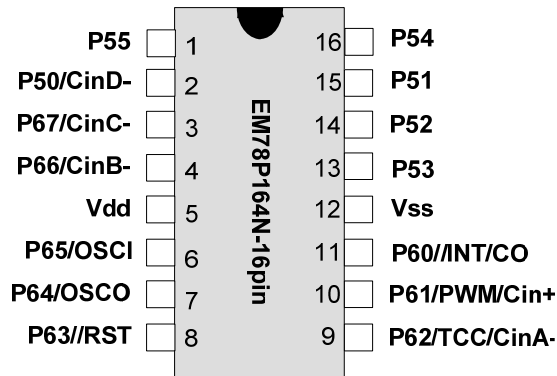 P55 1 16 P54
P50/CinD- 2 15 P51
P67/CinC- 3 14 P52
P66/CinB- 4 13 P53
Vdd 5 12 Vss
P65/OSCI 6 11 P60//INT/CO
P64/OSCO 7 10 P61/PWM/Cin+
P63//RST 8 9 P62/TCC/CinA-
EM78P164N-16pin